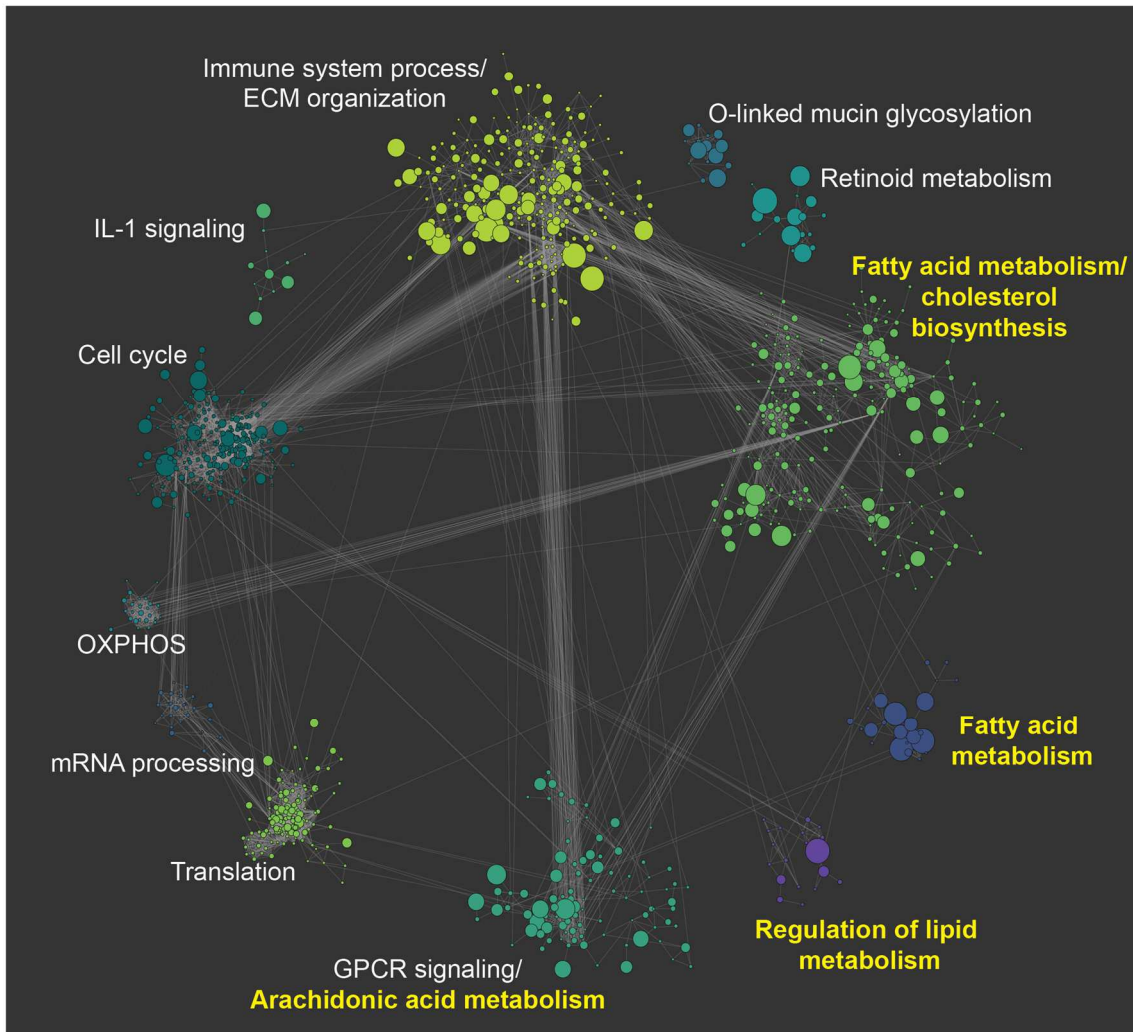 Immune system process/
ECM organization
O-linked mucin glycosylation
Retinoid metabolism
IL-1 signaling
Fatty acid metabolism/
cholesterol
biosynthesis
Cell cycle
OXPHOS
mRNA processing
Fatty acid
metabolism
Translation
Regulation of lipid
metabolism
GPCR signaling/
Arachidonic acid metabolism